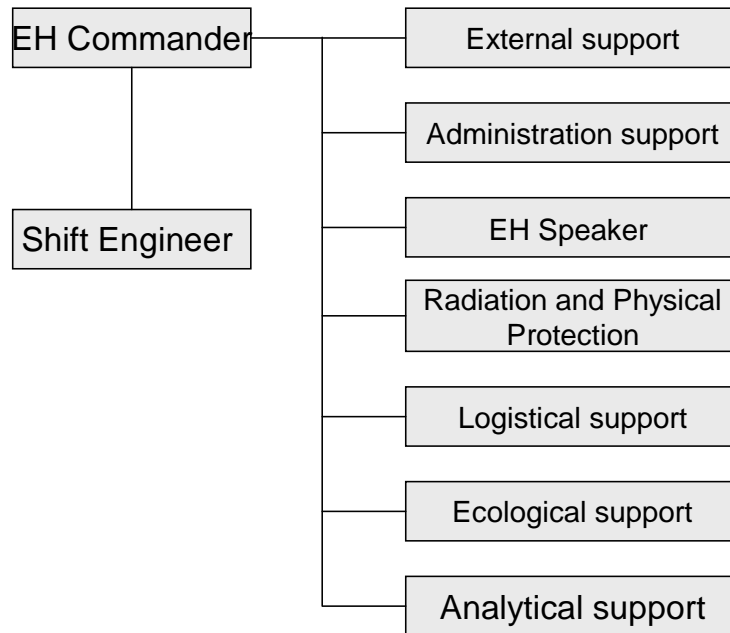 EH Commander
External support
Administration support
Shift Engineer
EH Speaker
Radiation and Physical
Protection
Logistical support
Ecological support
Analytical support